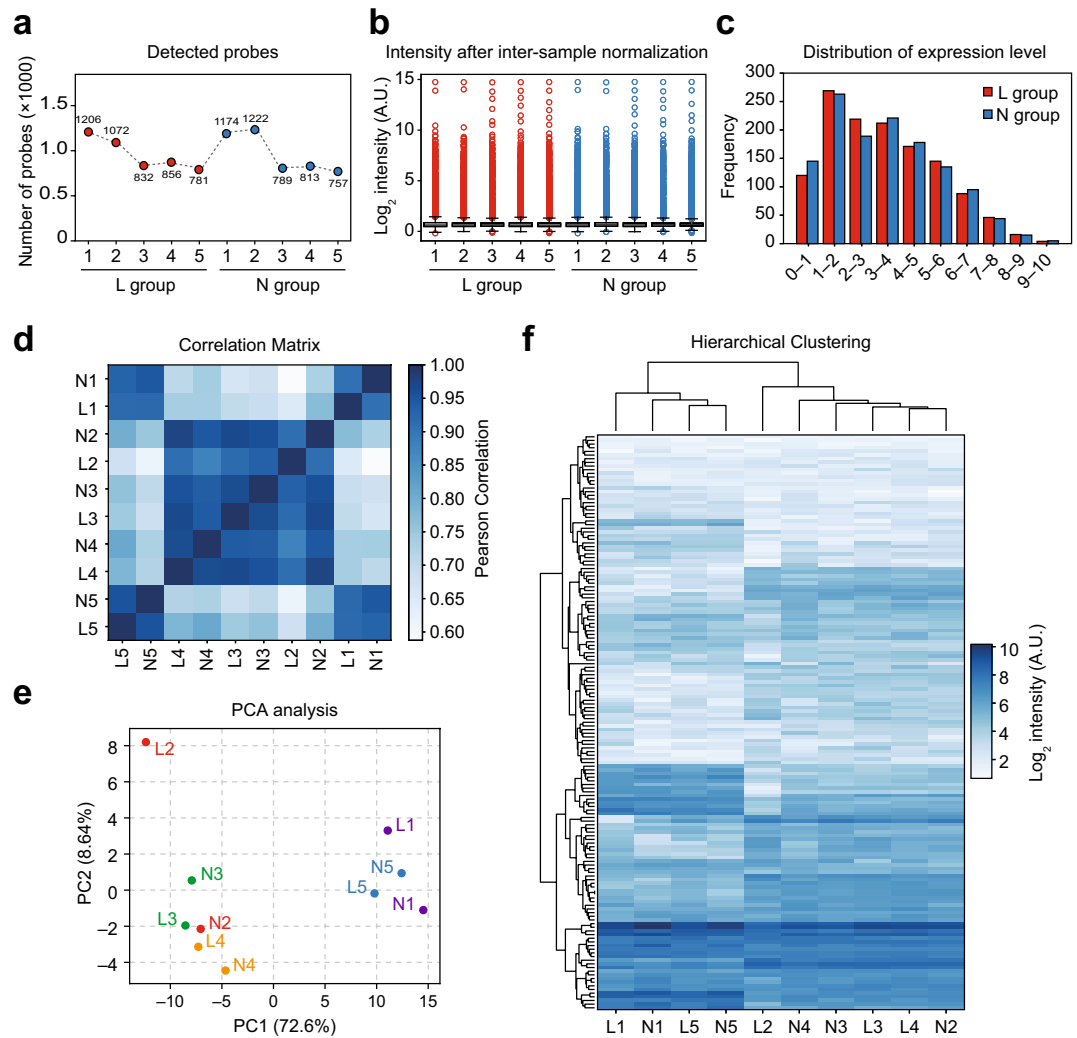 a
Detected probes
Number of probes (×1000)
1.5
1.0
0.5
0
1206
1072
832
856
781
1174
1222
789
813
757
1 2 3 4 5 1 2 3 4 5
L group
N group
b
Intensity after inter-sample normalization
Log2 intensity (A.U.)
15
10
5
0
1 2 3 4 5 1 2 3 4 5
L group
N group
c
Distribution of expression level
Frequency
300
250
200
150
100
50
0
L group
N group
0–1
1–2
2–3
3–4
4–5
5–6
6–7
7–8
8–9
9–10
d
Correlation Matrix
N1
L1
N2
L2
N3
L3
N4
L4
N5
L5
L5 N5 L4 N4 L3 N3 L2 N2 L1 N1
1.00
0.95
0.90
0.85
0.80
0.75
0.70
0.65
0.60
Pearson Correlation
e
PCA analysis
PC2 (8.64%)
8
6
4
2
0
–2
–4
L2
L1
N3
N5
L5
N1
L3
N2
L4
N4
–10 –5 0 5 10 15
PC1 (72.6%)
f
Hierarchical Clustering
10
8
6
4
2
Log2 intensity (A.U.)
L1 N1 L5 N5 L2 N4 N3 L3 L4 N2